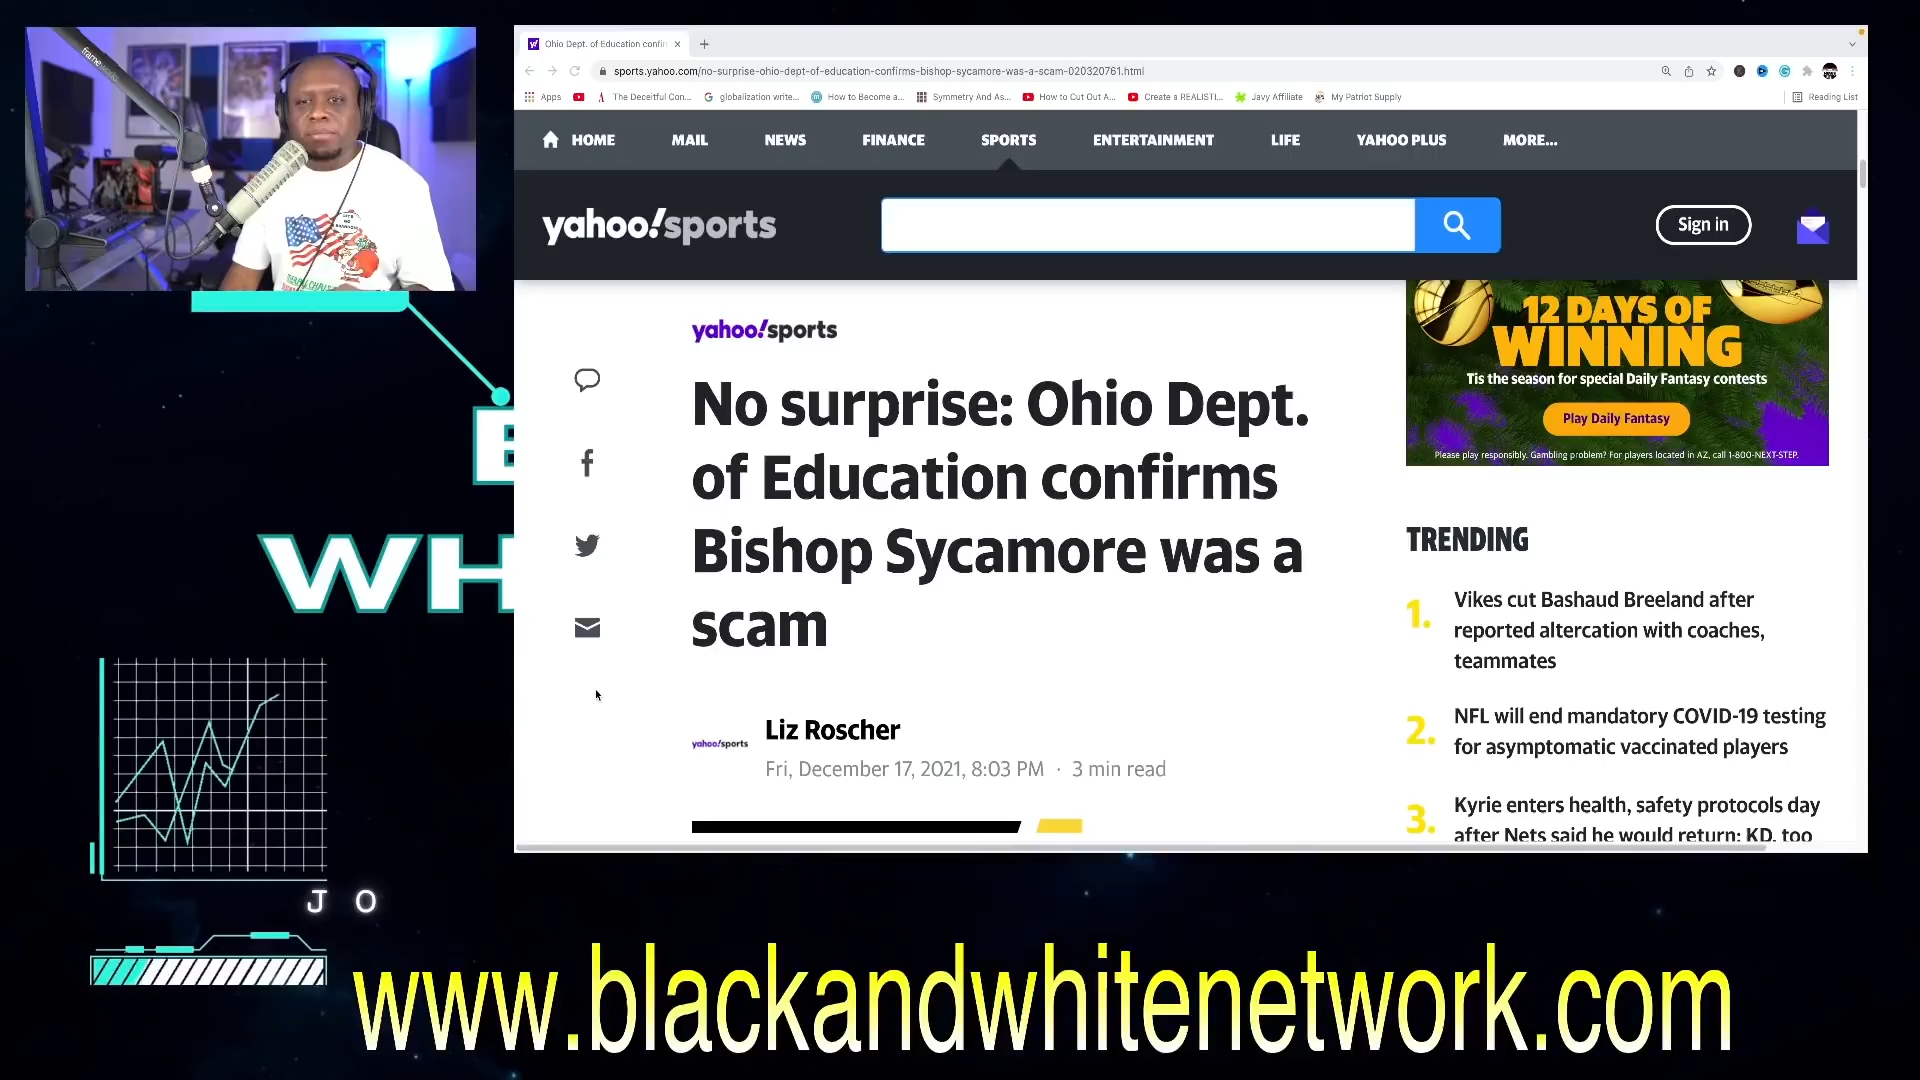 frameworks
LET'S GO BRANDON
Ohio Dept. of Education confir
sports.yahoo.com/no-surprise-ohio-dept-of-education-confirms-bishop-sycamore-was-a-scam-020320761.html
Apps
The Deceitful Con...
globalization write...
How to Become a...
Symmetry And As...
How to Cut Out A...
Create a REALISTI...
Javy Affiliate
My Patriot Supply
Reading List
HOME MAIL NEWS FINANCE SPORTS ENTERTAINMENT LIFE YAHOO PLUS MORE...
yahoo!sports
Sign in
yahoo!sports
No surprise: Ohio Dept.
of Education confirms
Bishop Sycamore was a
scam
yahoo!sports
Liz Roscher
Fri, December 17, 2021, 8:03 PM · 3 min read
12 DAYS OF
WINNING
Tis the season for special Daily Fantasy contests
Play Daily Fantasy
Please play responsibly. Gambling problem? For players located in AZ, call 1-800-NEXT-STEP.
TRENDING
1. Vikes cut Bashaud Breeland after
reported altercation with coaches,
teammates
2. NFL will end mandatory COVID-19 testing
for asymptomatic vaccinated players
3. Kyrie enters health, safety protocols day
after Nets said he would return; KD, too
WH
J O
www.blackandwhitenetwork.com